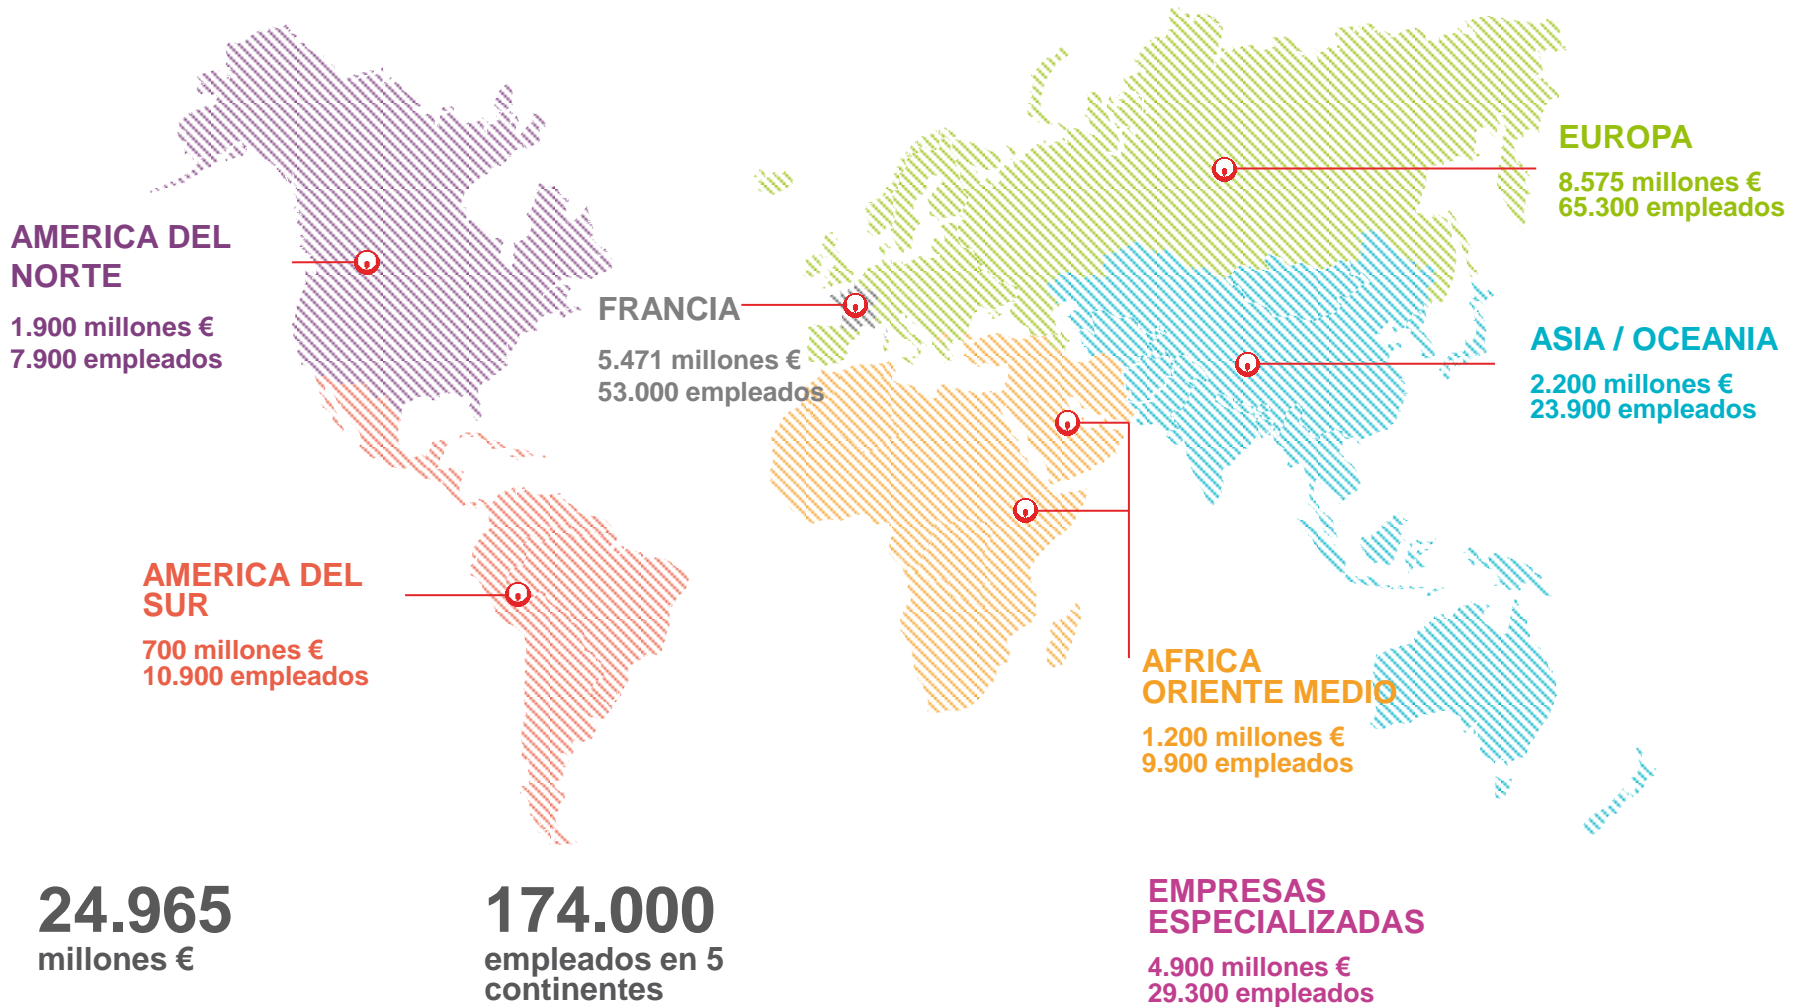 EUROPA
8.575 millones €
65.300 empleados
AMERICA DEL
NORTE
1.900 millones €
7.900 empleados
FRANCIA
5.471 millones €
53.000 empleados
ASIA / OCEANIA
2.200 millones €
23.900 empleados
AMERICA DEL
SUR
700 millones €
10.900 empleados
AFRICA
ORIENTE MEDIO
1.200 millones €
9.900 empleados
24.965
millones €
174.000
empleados en 5
continentes
EMPRESAS
ESPECIALIZADAS
4.900 millones €
29.300 empleados